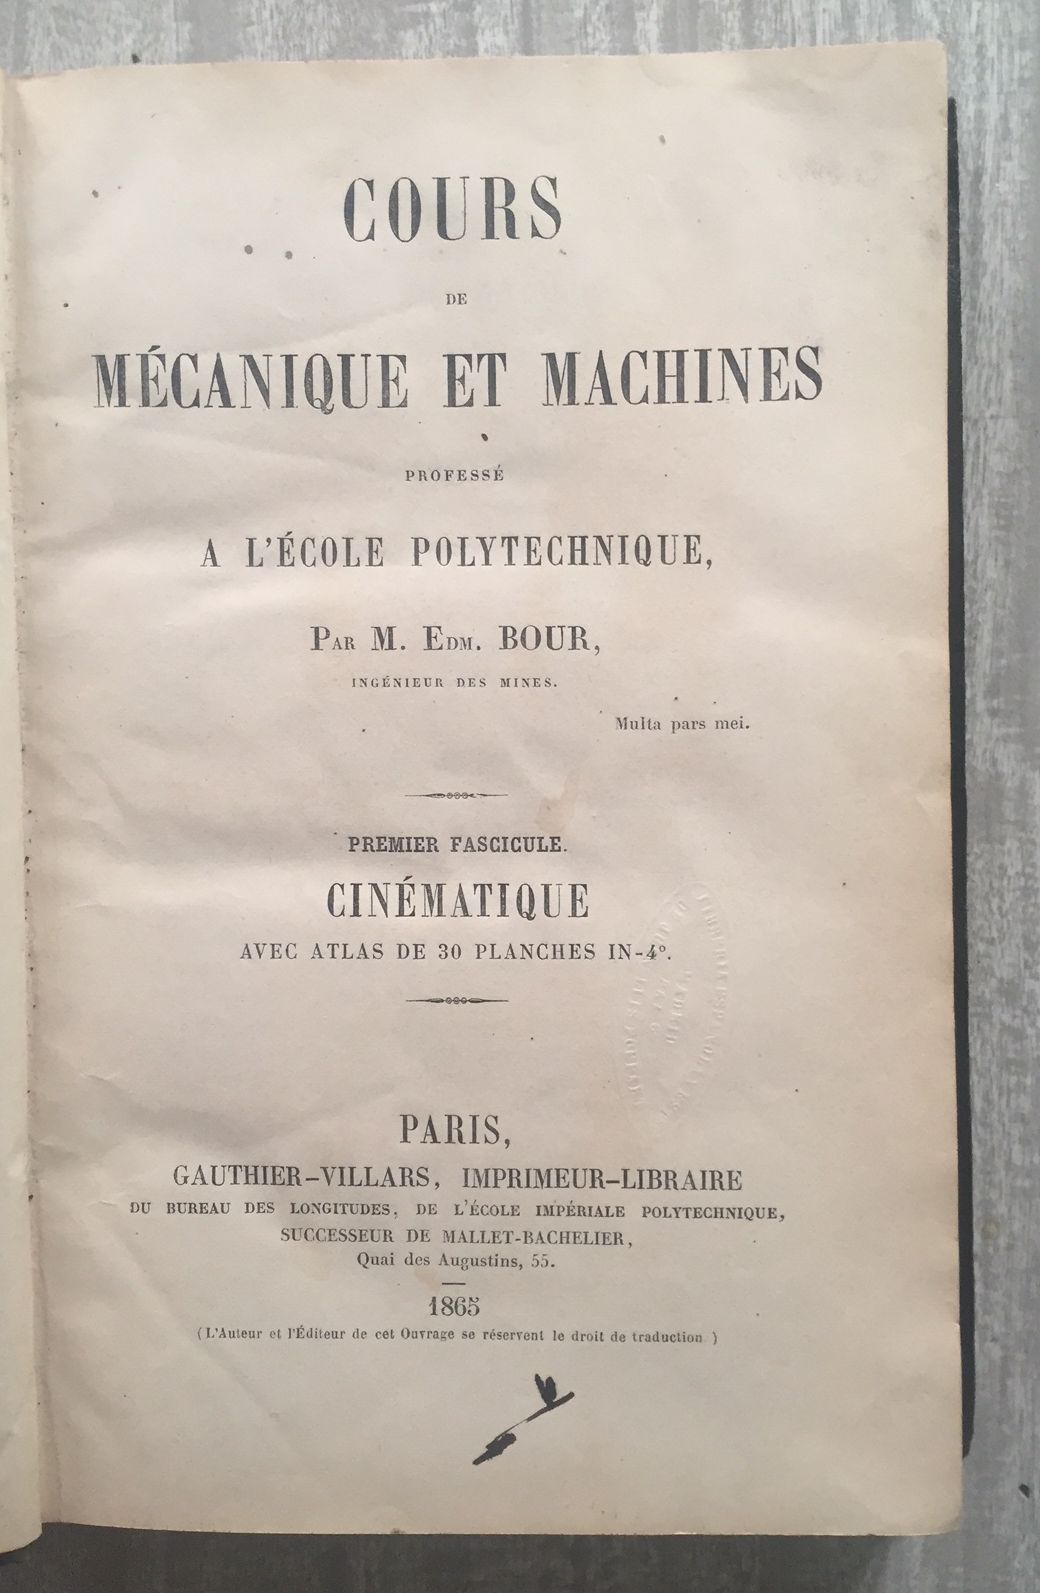 COURS
DE
MÉCANIQUE ET MACHINES
PROFESSÉ
A L'ÉCOLE POLYTECHNIQUE,
PAR M. EDM. BOUR,
INGÉNIEUR DES MINES.
Multa pars mei.
PREMIER FASCICULE.
CINÉMATIQUE
AVEC ATLAS DE 30 PLANCHES IN-4°.
PARIS,
GAUTHIER-VILLARS, IMPRIMEUR-LIBRAIRE
DU BUREAU DES LONGITUDES, DE L'ÉCOLE IMPÉRIALE POLYTECHNIQUE,
SUCCESSEUR DE MALLET-BACHELIER,
Quai des Augustins, 55.
1865
(L'Auteur et l'Éditeur de cet Ouvrage se réservent le droit de traduction )